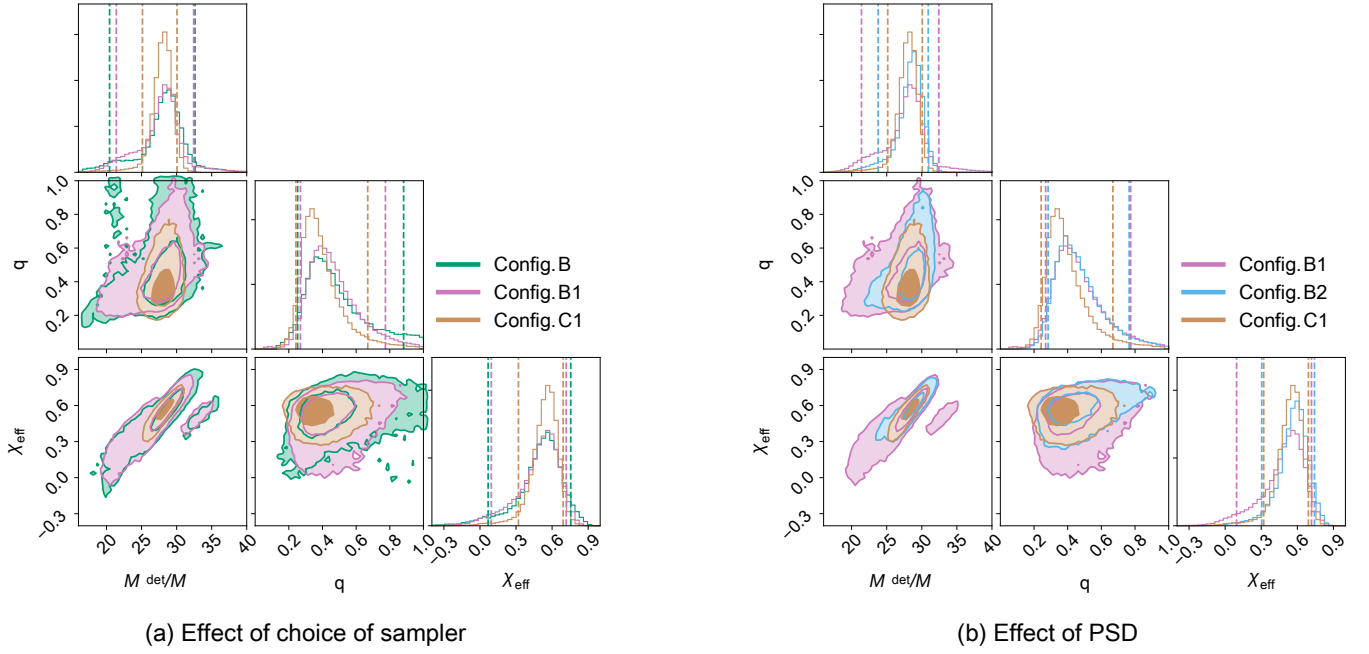 1.0
0.8
0.6
0.4
0.2
q
Config. B
Config. B1
Config. C1
0.9
0.6
0.3
0.0
−0.3
χeff
20 25 30 35 40
0.2 0.4 0.6 0.8 1.0
−0.3 0.0 0.3 0.6 0.9
M det/M
q
χeff
(a) Effect of choice of sampler
1.0
0.8
0.6
0.4
0.2
q
Config. B1
Config. B2
Config. C1
0.9
0.6
0.3
0.0
−0.3
χeff
20 25 30 35 40
0.2 0.4 0.6 0.8 1.0
−0.3 0.0 0.3 0.6 0.9
M det/M
q
χeff
(b) Effect of PSD